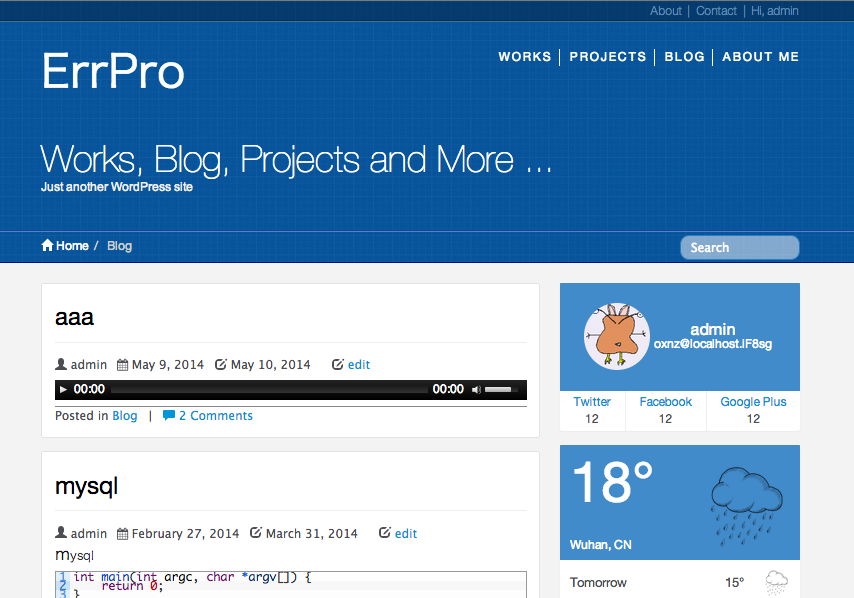 About | Contact | Hi, admin
ErrPro
WORKS | PROJECTS | BLOG | ABOUT ME
Works, Blog, Projects and More ...
Just another WordPress site
Home / Blog
Search
aaa
admin May 9, 2014 May 10, 2014 edit
00:00 00:00
Posted in Blog | 2 Comments
mysql
admin February 27, 2014 March 31, 2014 edit
mysql
1 int main(int argc, char *argv[]) {
2 return 0;
3 }
admin
oxnz@localhost.lF8sg
Twitter Facebook Google Plus
12 12 12
18°
Wuhan, CN
Tomorrow 15°